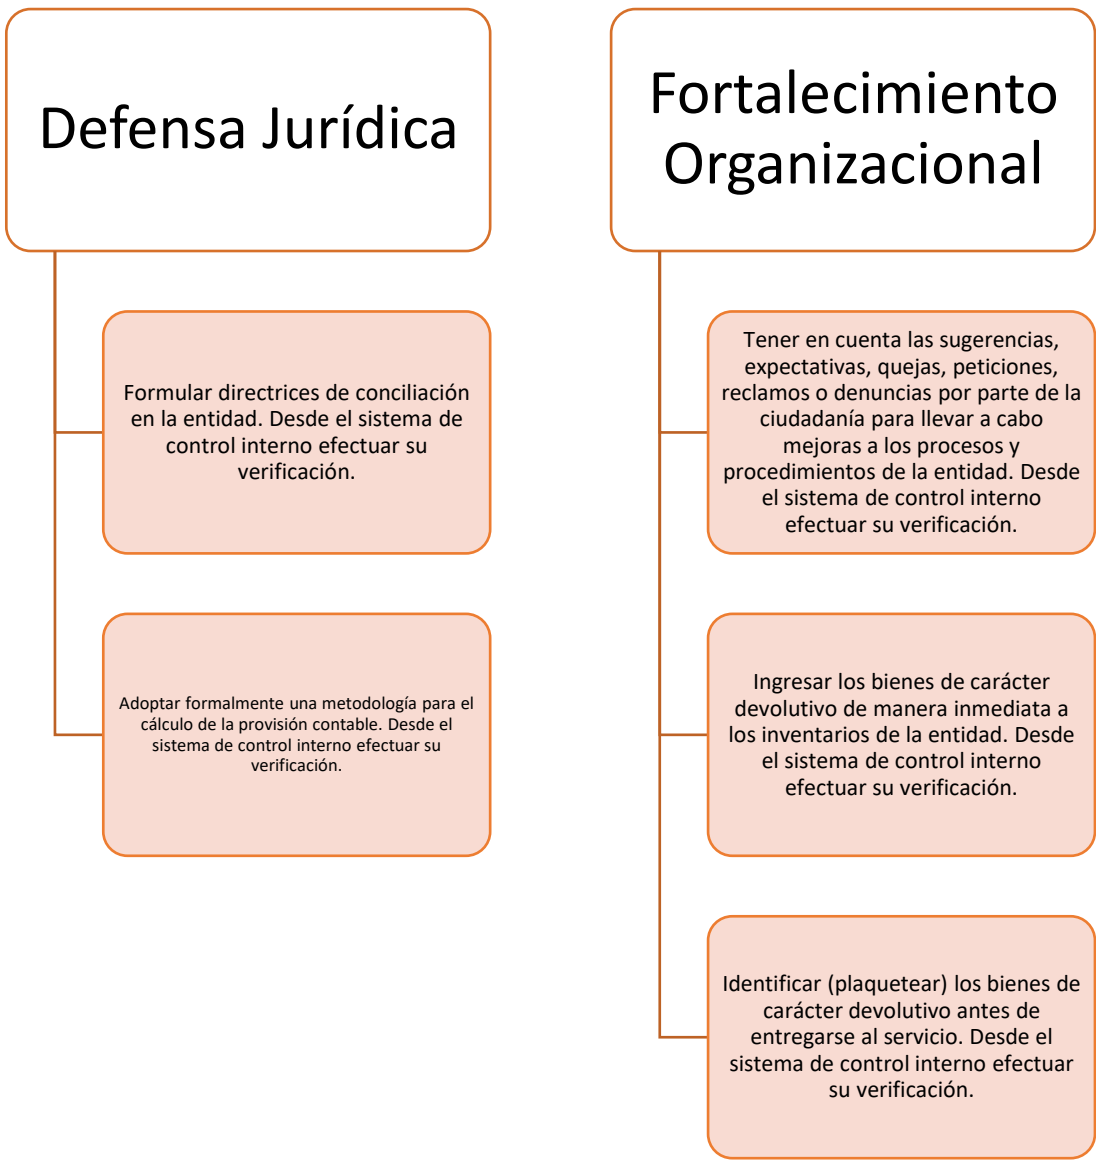 Defensa Jurídica
Formular directrices de conciliación
en la entidad. Desde el sistema de
control interno efectuar su
verificación.
Adoptar formalmente una metodología para el
cálculo de la provisión contable. Desde el
sistema de control interno efectuar su
verificación.
Fortalecimiento
Organizacional
Tener en cuenta las sugerencias,
expectativas, quejas, peticiones,
reclamos o denuncias por parte de la
ciudadanía para llevar a cabo
mejoras a los procesos y
procedimientos de la entidad. Desde
el sistema de control interno
efectuar su verificación.
Ingresar los bienes de carácter
devolutivo de manera inmediata a
los inventarios de la entidad. Desde
el sistema de control interno
efectuar su verificación.
Identificar (plaquetear) los bienes de
carácter devolutivo antes de
entregarse al servicio. Desde el
sistema de control interno efectuar
su verificación.